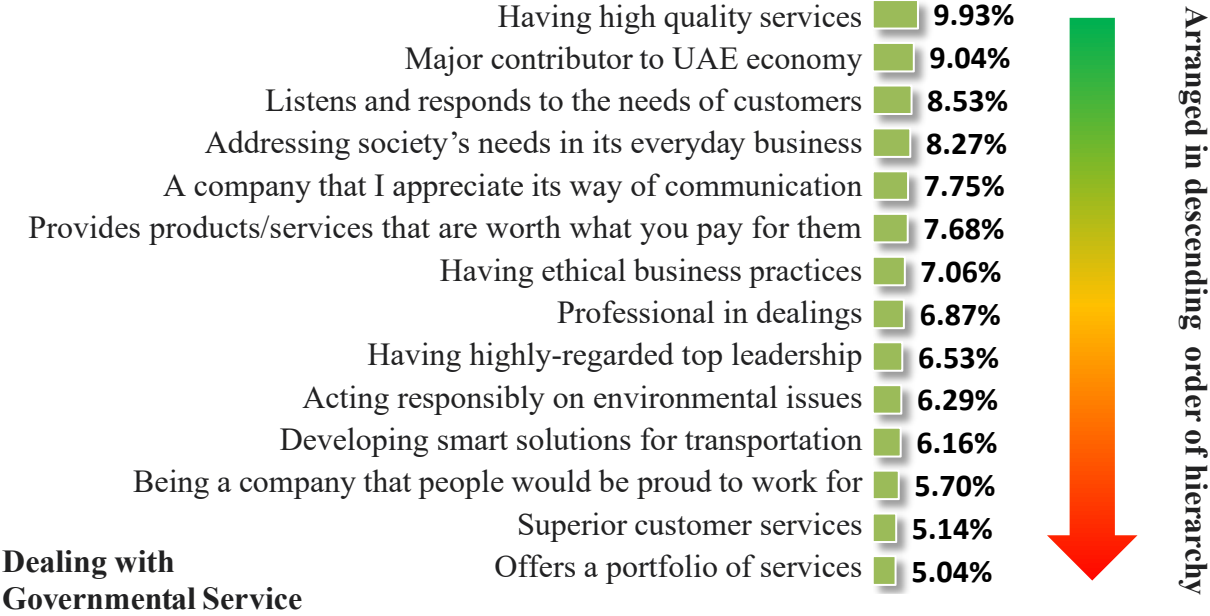 Having high quality services 9.93%
Major contributor to UAE economy 9.04%
Listens and responds to the needs of customers 8.53%
Addressing society’s needs in its everyday business 8.27%
A company that I appreciate its way of communication 7.75%
Provides products/services that are worth what you pay for them 7.68%
Having ethical business practices 7.06%
Professional in dealings 6.87%
Having highly-regarded top leadership 6.53%
Acting responsibly on environmental issues 6.29%
Developing smart solutions for transportation 6.16%
Being a company that people would be proud to work for 5.70%
Superior customer services 5.14%
Offers a portfolio of services 5.04%
Dealing with
Governmental Service
Arranged in descending order of hierarchy